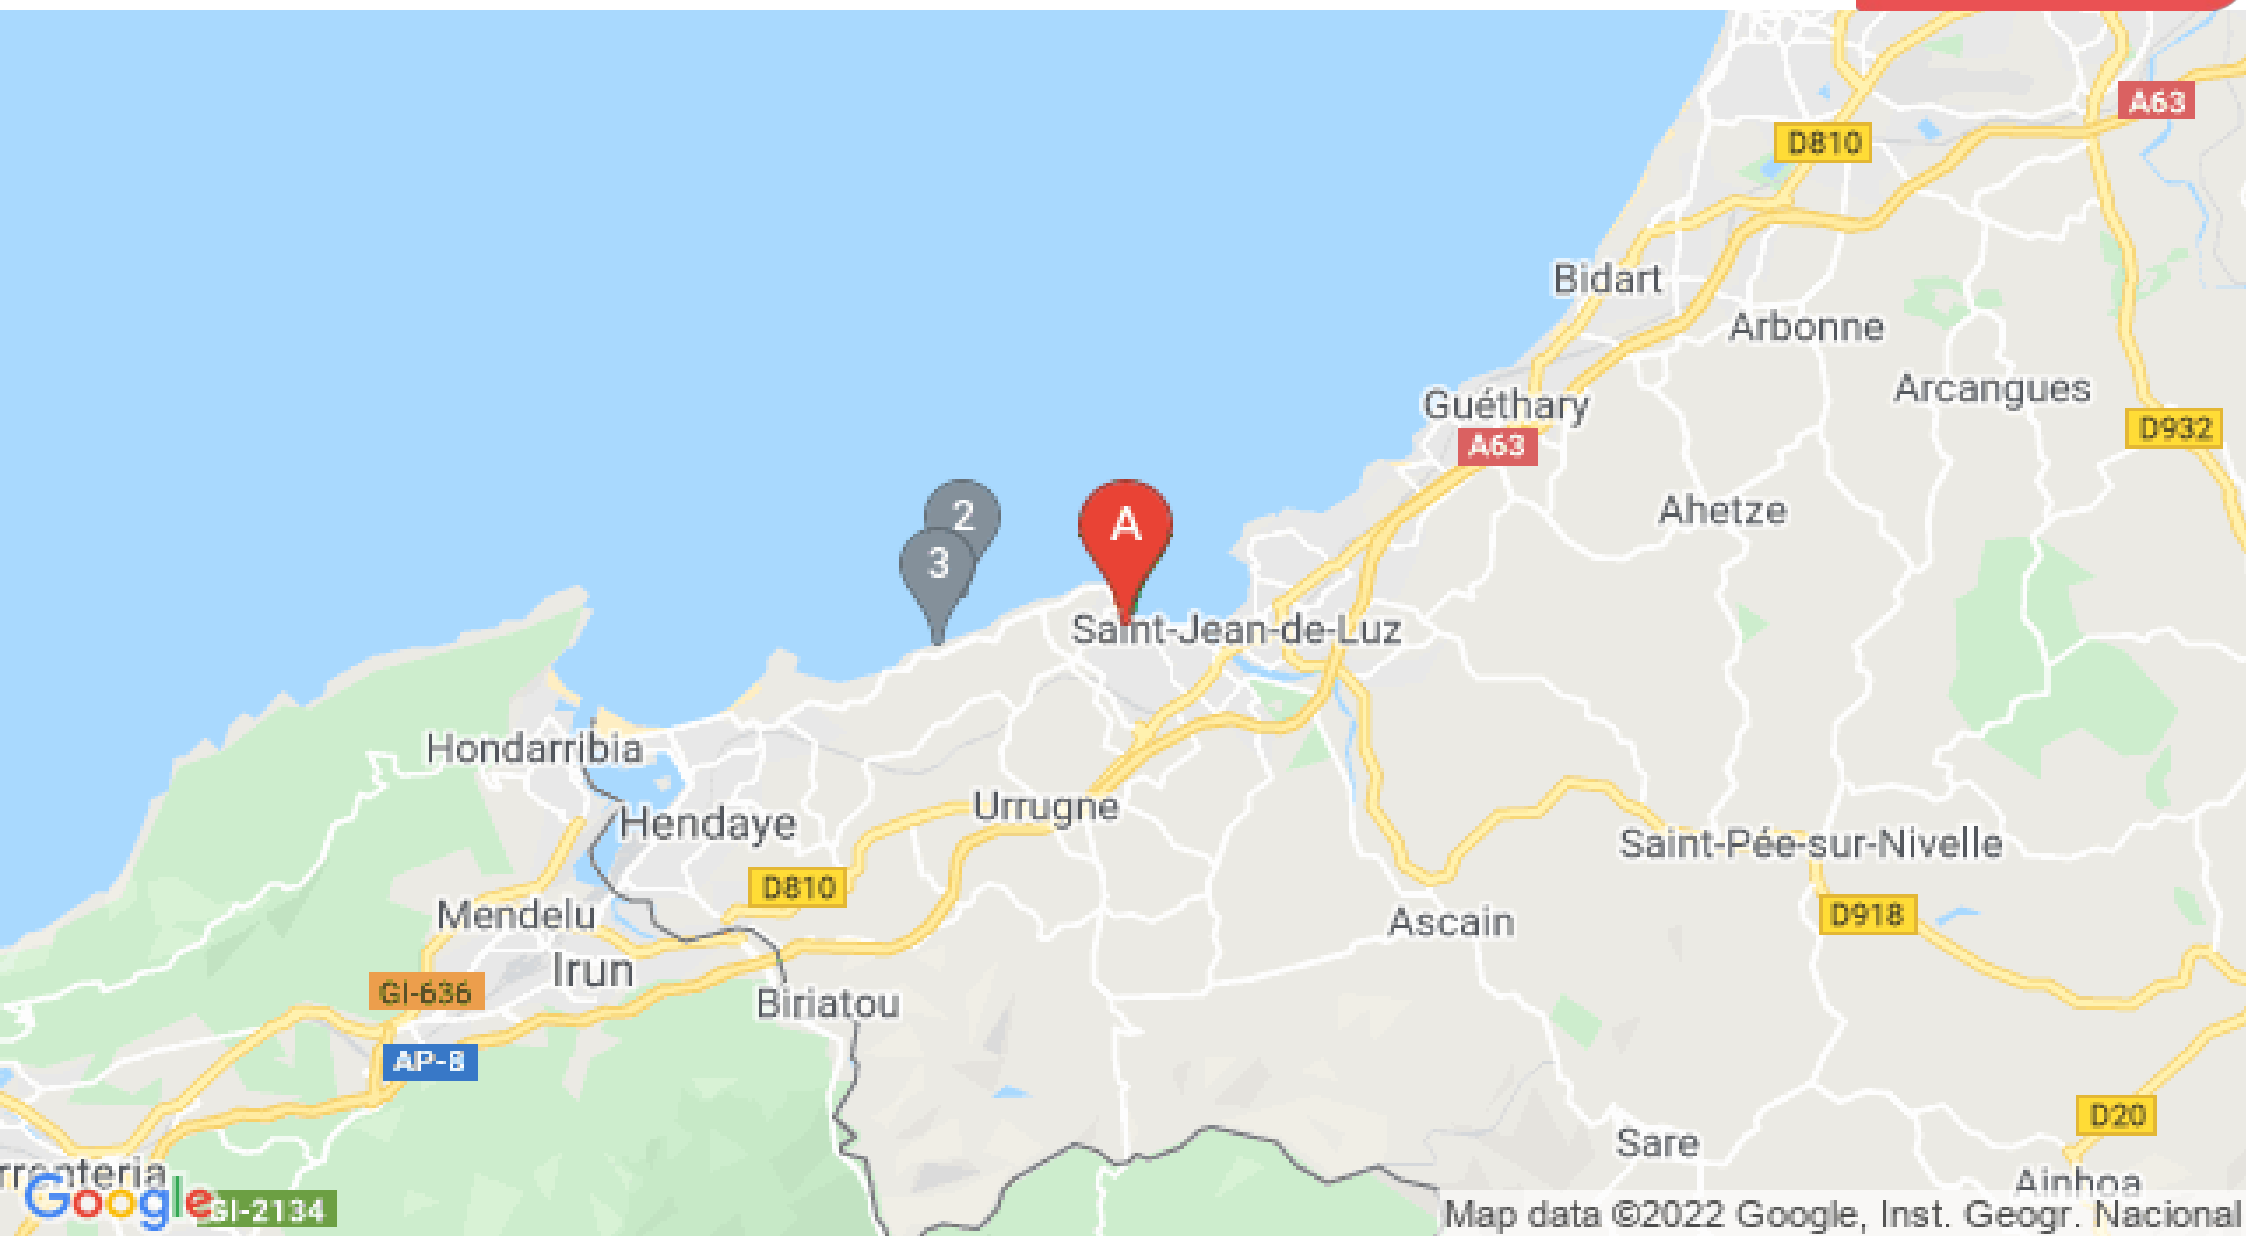 A63
D810
Bidart
Arbonne
Arcangues
Guéthary
A63
D932
2
A
Ahetze
3
Saint-Jean-de-Luz
Hondarribia
Urrugne
Hendaye
Saint-Pée-sur-Nivelle
D810
Mendelu
D918
Ascain
Irun
GI-636
Biriatou
AP-8
D20
Sare
Ainhoa
Google
GI-2134
Map data ©2022 Google, Inst. Geogr. Nacional